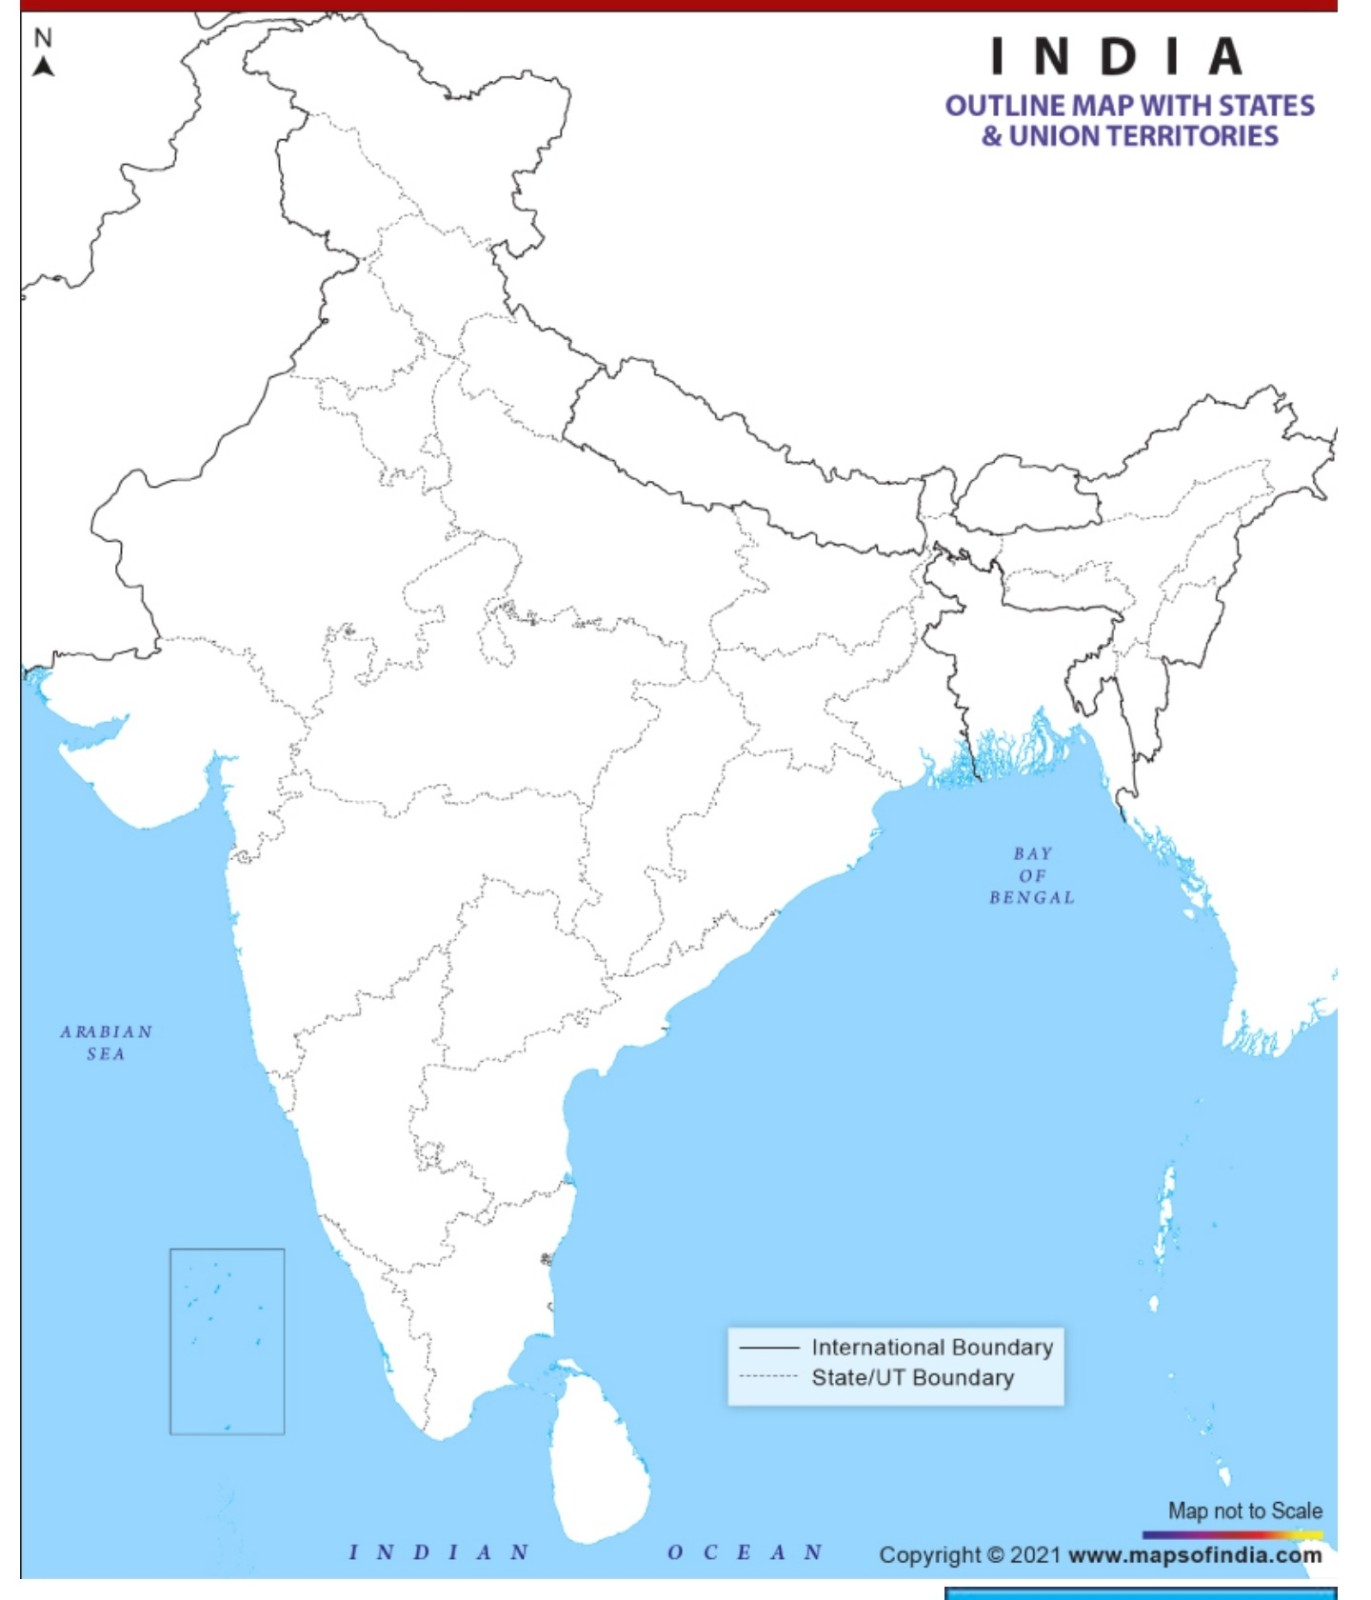 N
INDIA
OUTLINE MAP WITH STATES
& UNION TERRITORIES
BAY
OF
BENGAL
ARABIAN
SEA
International Boundary
State/UT Boundary
Map not to Scale
INDIAN OCEAN
Copyright © 2021 www.mapsofindia.com